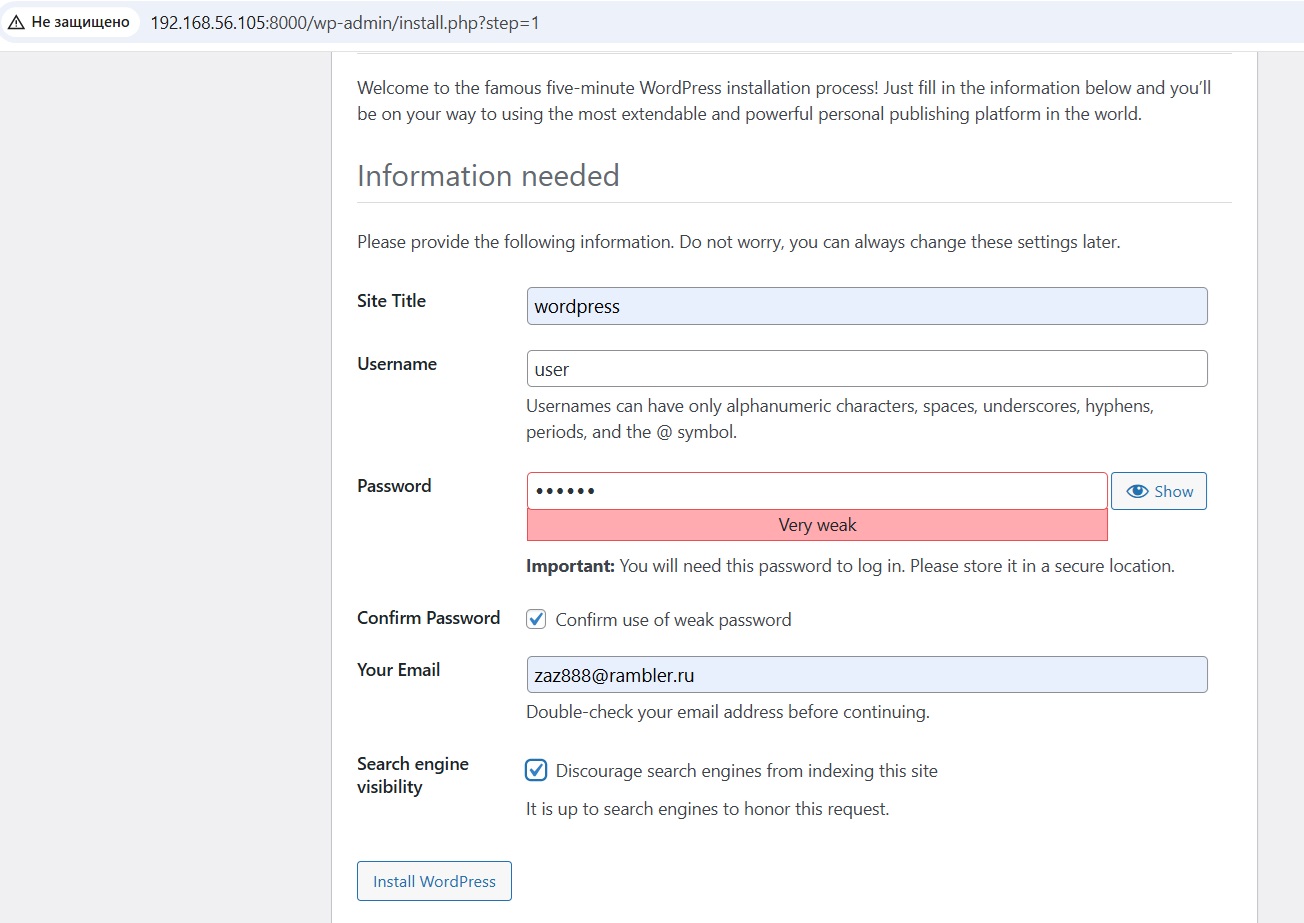 Не защищено 192.168.56.105:8000/wp-admin/install.php?step=1
Welcome to the famous five-minute WordPress installation process! Just fill in the information below and you’ll
be on your way to using the most extendable and powerful personal publishing platform in the world.
Information needed
Please provide the following information. Do not worry, you can always change these settings later.
Site Title
wordpress
Username
user
Usernames can have only alphanumeric characters, spaces, underscores, hyphens,
periods, and the @ symbol.
Password
••••••
Show
Very weak
Important: You will need this password to log in. Please store it in a secure location.
Confirm Password
Confirm use of weak password
Your Email
zaz888@rambler.ru
Double-check your email address before continuing.
Search engine
visibility
Discourage search engines from indexing this site
It is up to search engines to honor this request.
Install WordPress